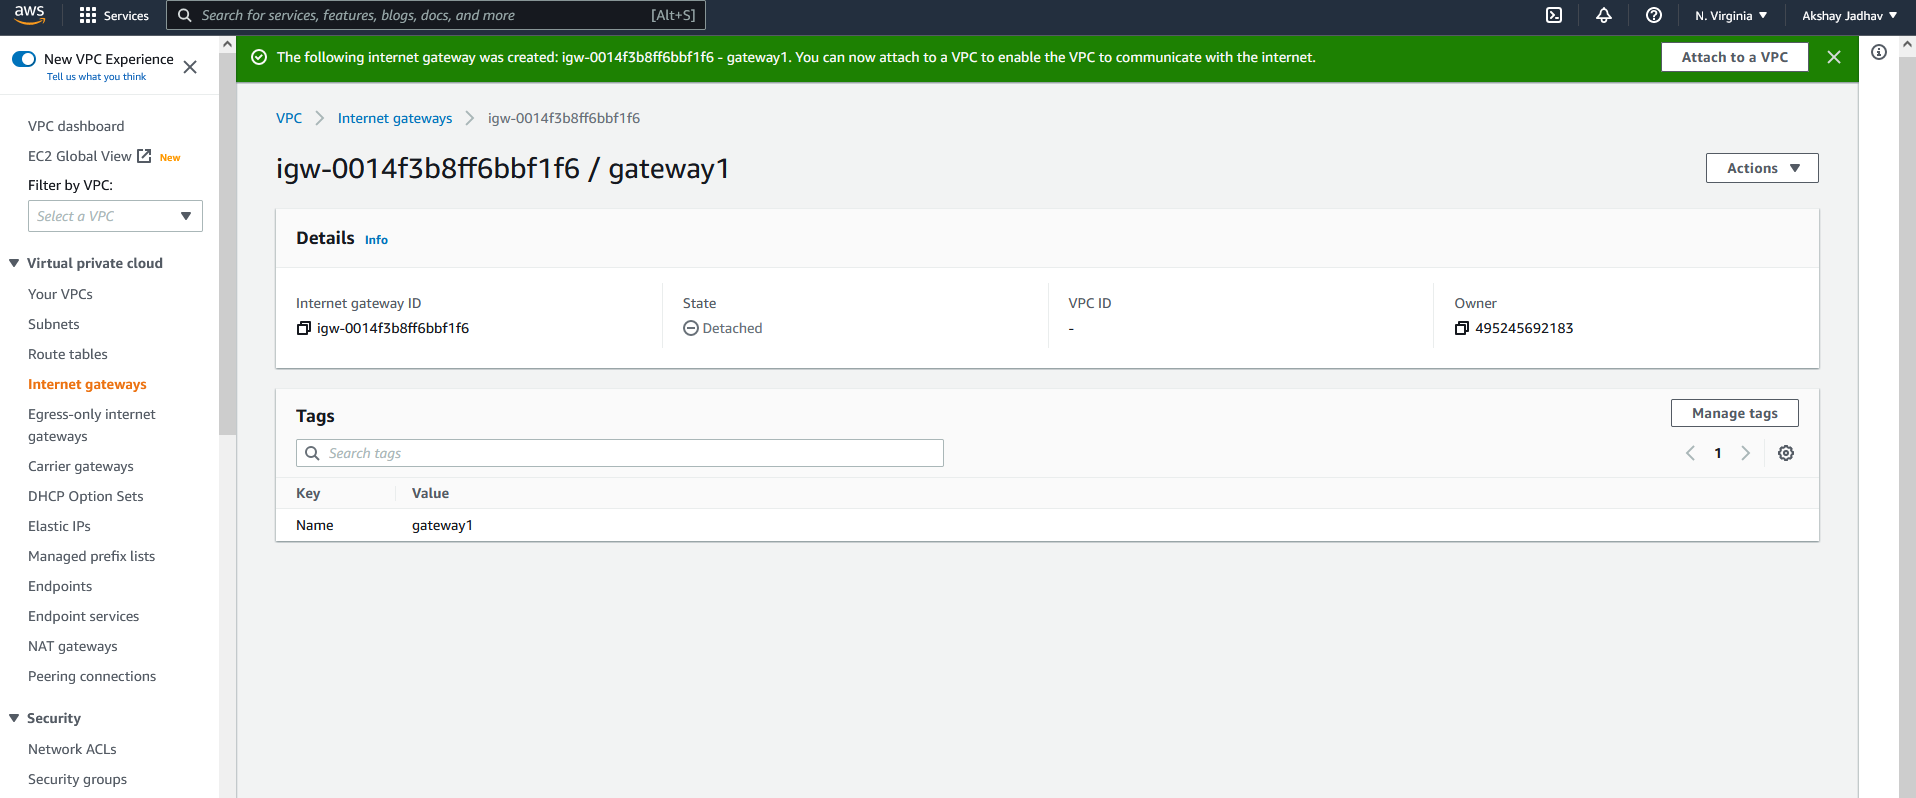 aws
Services
Search for services, features, blogs, docs, and more
[Alt+S]
N. Virginia
Akshay Jadhav
New VPC Experience
Tell us what you think
The following internet gateway was created: igw-0014f3b8ff6bbf1f6 - gateway1. You can now attach to a VPC to enable the VPC to communicate with the internet.
Attach to a VPC
VPC dashboard
EC2 Global View New
Filter by VPC:
Select a VPC
Virtual private cloud
Your VPCs
Subnets
Route tables
Internet gateways
Egress-only internet
gateways
Carrier gateways
DHCP Option Sets
Elastic IPs
Managed prefix lists
Endpoints
Endpoint services
NAT gateways
Peering connections
Security
Network ACLs
Security groups
VPC
Internet gateways
igw-0014f3b8ff6bbf1f6
igw-0014f3b8ff6bbf1f6 / gateway1
Actions
Details Info
Internet gateway ID
igw-0014f3b8ff6bbf1f6
State
Detached
VPC ID
-
Owner
495245692183
Tags
Manage tags
Search tags
1
Key Value
Name gateway1